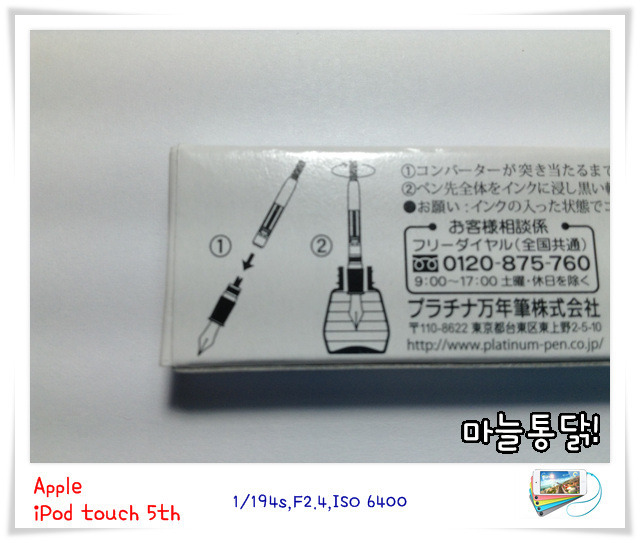 ①コンバーターが突き当たるまで
②ペン先全体をインクに浸し黒い
●お願い:インクの入った状態でコ
① ②
お客様相談係
フリーダイヤル(全国共通)
0120-875-760
9:00〜17:00 土曜・休日を除く
プラチナ万年筆株式会社
〒110-8622 東京都台東区東上野2-5-10
http://www.platinum-pen.co.jp/
마늘통닭!
Apple
iPod touch 5th
1/194s,F2.4,ISO 6400